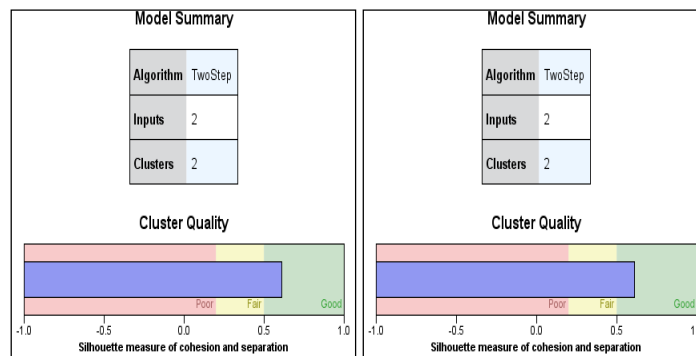 Model Summary
Algorithm TwoStep
Inputs 2
Clusters 2
Cluster Quality
Poor Fair Good
-1.0 -0.5 0.0 0.5 1.0
Silhouette measure of cohesion and separation
Model Summary
Algorithm TwoStep
Inputs 2
Clusters 2
Cluster Quality
Poor Fair Good
-1.0 -0.5 0.0 0.5 1.0
Silhouette measure of cohesion and separation